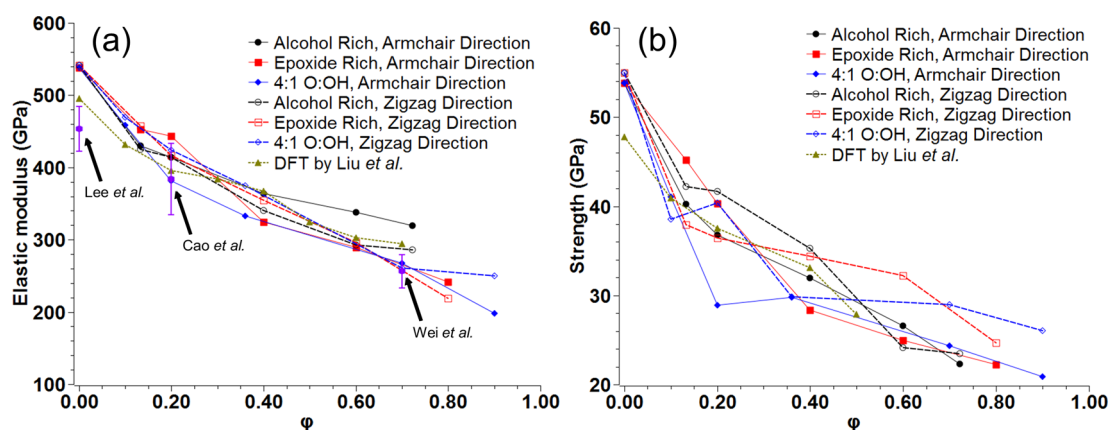 (a)
Elastic modulus (GPa)
600
500
400
300
200
100
Alcohol Rich, Armchair Direction
Epoxide Rich, Armchair Direction
4:1 O:OH, Armchair Direction
Alcohol Rich, Zigzag Direction
Epoxide Rich, Zigzag Direction
4:1 O:OH, Zigzag Direction
DFT by Liu et al.
Lee et al.
Cao et al.
Wei et al.
0.00 0.20 0.40 0.60 0.80 1.00
φ
(b)
Strength (GPa)
60
50
40
30
20
Alcohol Rich, Armchair Direction
Epoxide Rich, Armchair Direction
4:1 O:OH, Armchair Direction
Alcohol Rich, Zigzag Direction
Epoxide Rich, Zigzag Direction
4:1 O:OH, Zigzag Direction
DFT by Liu et al.
0.00 0.20 0.40 0.60 0.80 1.00
φ